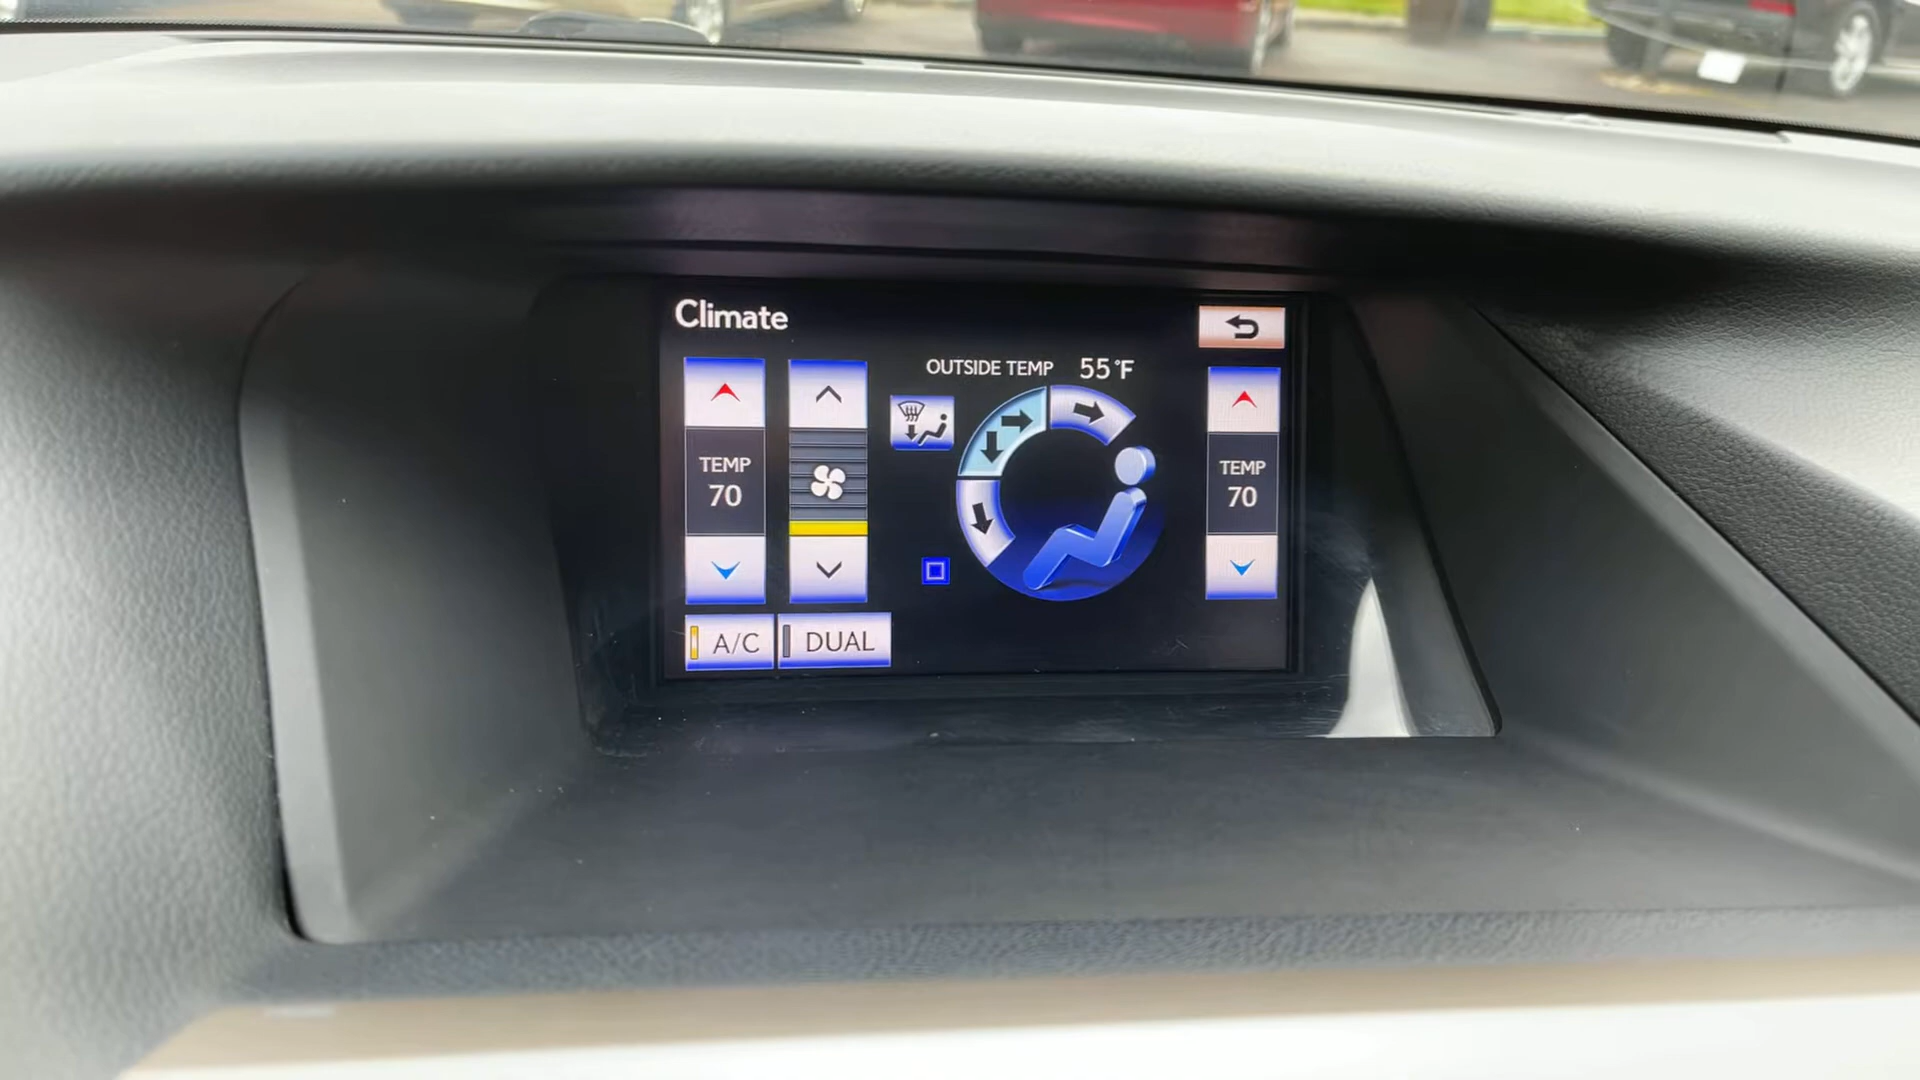 Climate
OUTSIDE TEMP 55°F
TEMP
70
TEMP
70
A/C
DUAL